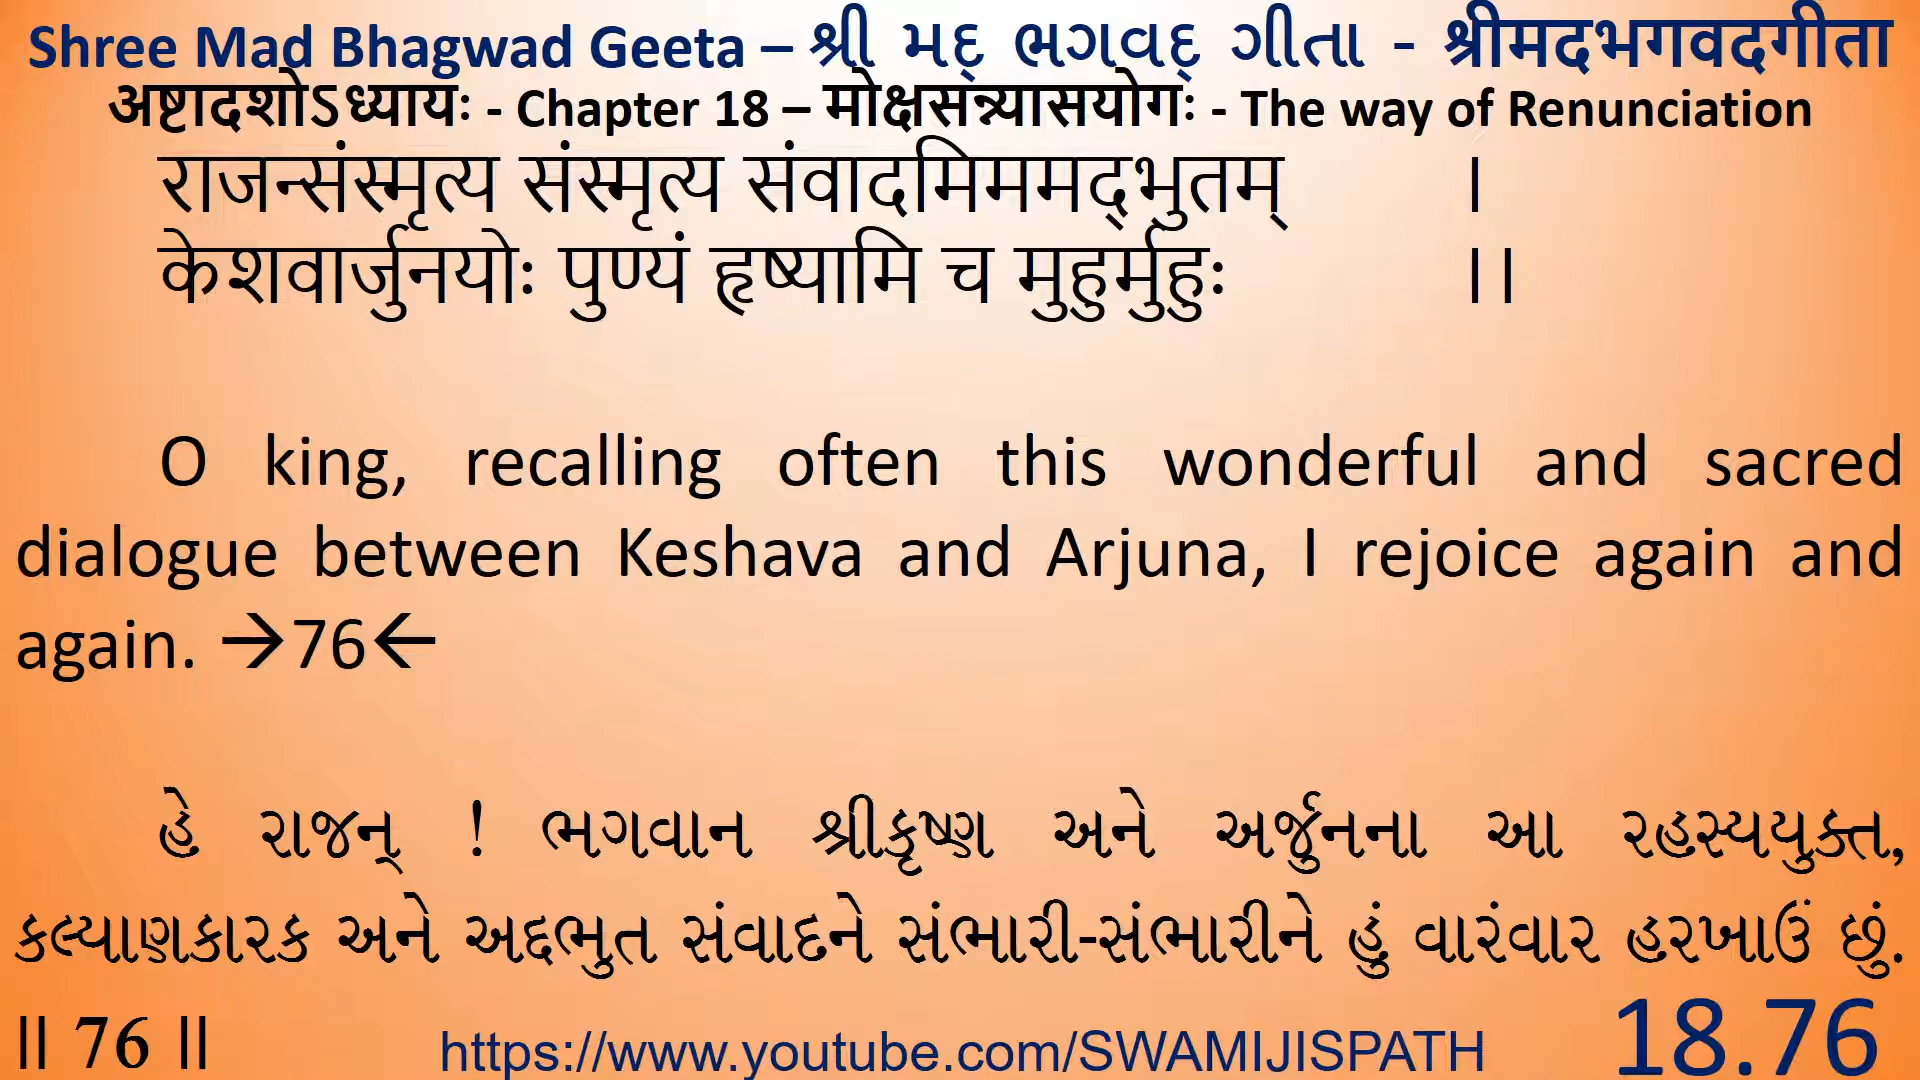 Shree Mad Bhagwad Geeta – શ્રી મદ્ ભગવદ્ ગીતા - श्रीमदभगवदगीता
अष्टादशोऽध्यायः - Chapter 18 – मोक्षसंन्यासयोगः - The way of Renunciation
राजन्संस्मृत्य संस्मृत्य संवादमिममद्‌भुतम् ।
केशवार्जुनयोः पुण्यं हृष्यामि च मुहुर्मुहुः ।।
O king, recalling often this wonderful and sacred
dialogue between Keshava and Arjuna, I rejoice again and
again. →76←
હે રાજન્ ! ભગવાન શ્રીકૃષ્ણ અને અર્જુનના આ રહસ્યયુક્ત,
કલ્યાણકારક અને અદ્દભુત સંવાદને સંભારી-સંભારીને હું વારંવાર હરખાઉં છું.
|| 76 || https://www.youtube.com/SWAMIJISPATH 18.76